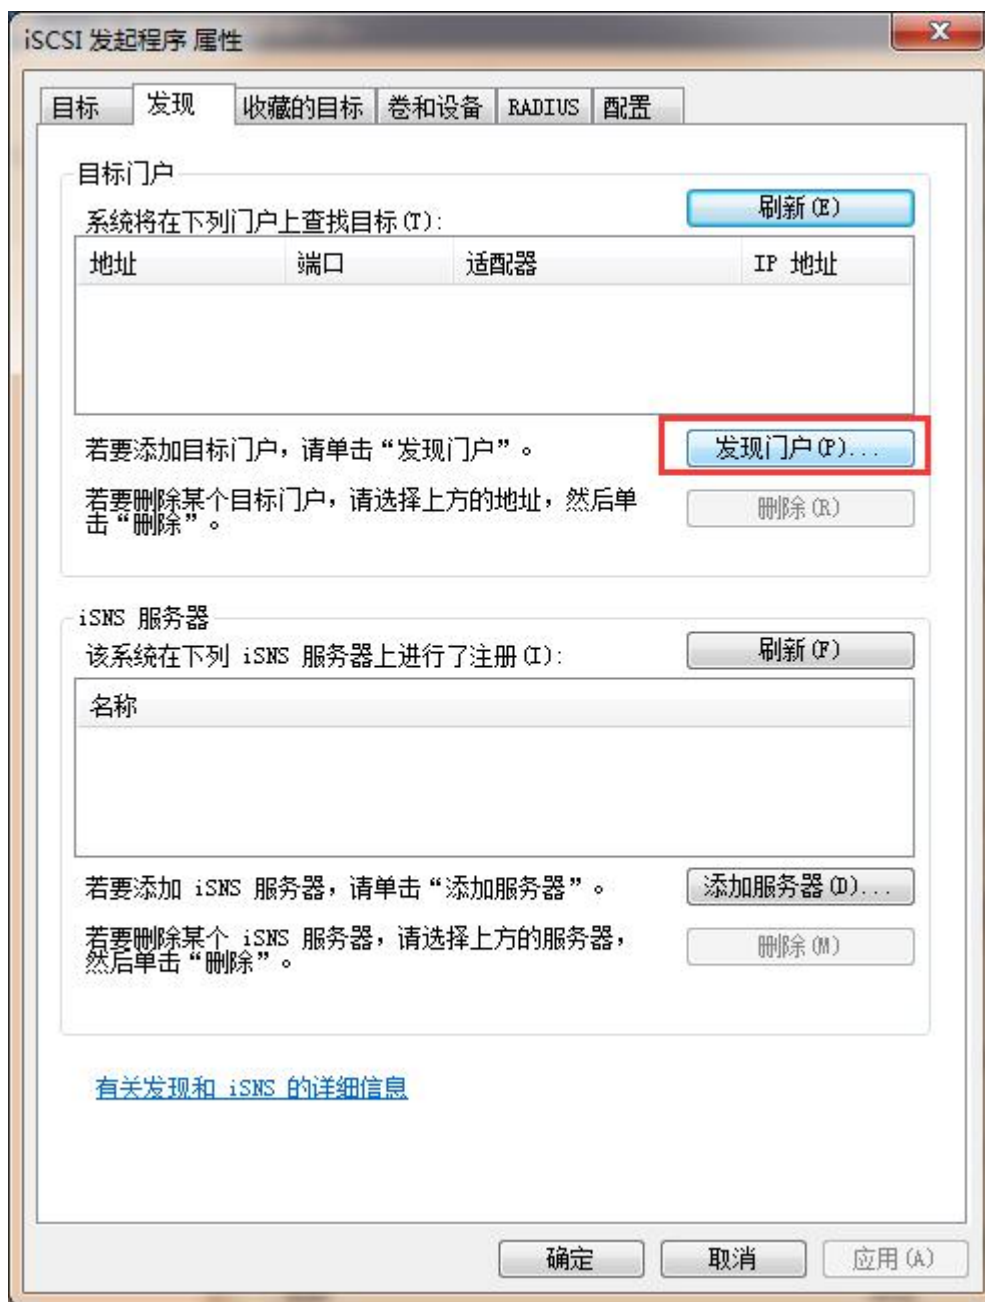 iSCSI 发起程序 属性
目标 发现 收藏的目标 卷和设备 RADIUS 配置
目标门户
系统将在下列门户上查找目标(T):
刷新(E)
地址 端口 适配器 IP 地址
若要添加目标门户，请单击“发现门户”。
发现门户(P)...
若要删除某个目标门户，请选择上方的地址，然后单
击“删除”。
删除(R)
iSNS 服务器
该系统在下列 iSNS 服务器上进行了注册(I):
刷新(F)
名称
若要添加 iSNS 服务器，请单击“添加服务器”。
添加服务器(D)...
若要删除某个 iSNS 服务器，请选择上方的服务器，
然后单击“删除”。
删除(M)
有关发现和 iSNS 的详细信息
确定 取消 应用(A)